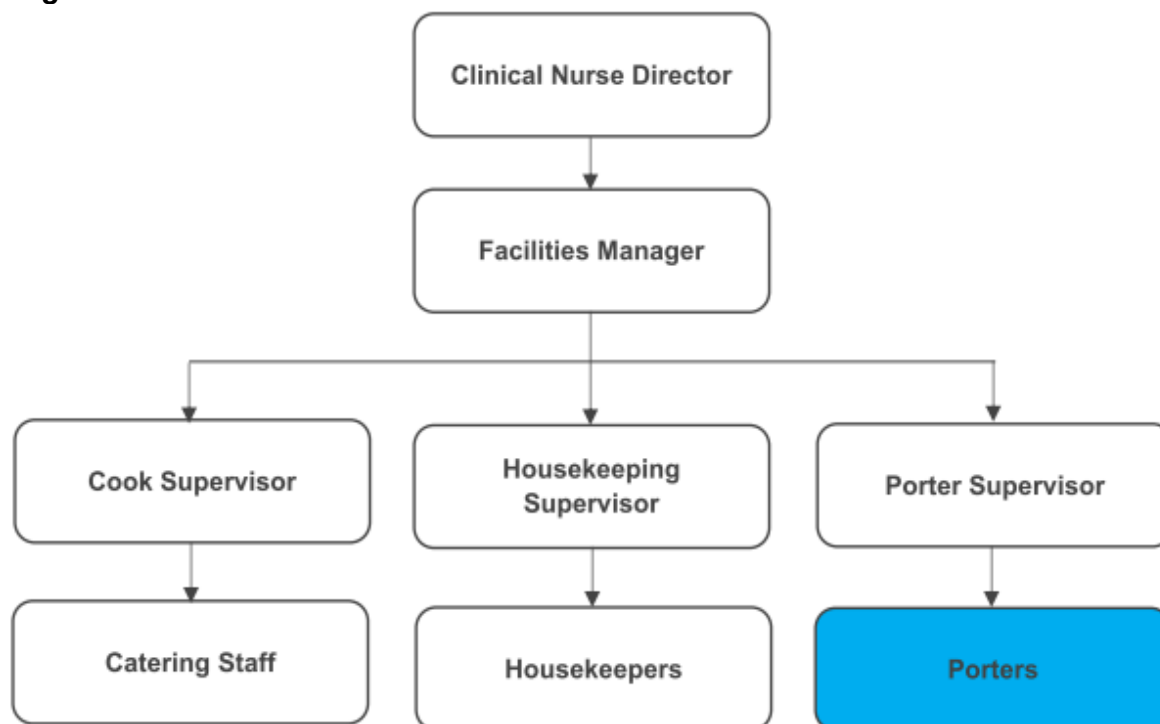 Clinical Nurse Director
Facilities Manager
Cook Supervisor
Housekeeping
Supervisor
Porter Supervisor
Catering Staff
Housekeepers
Porters